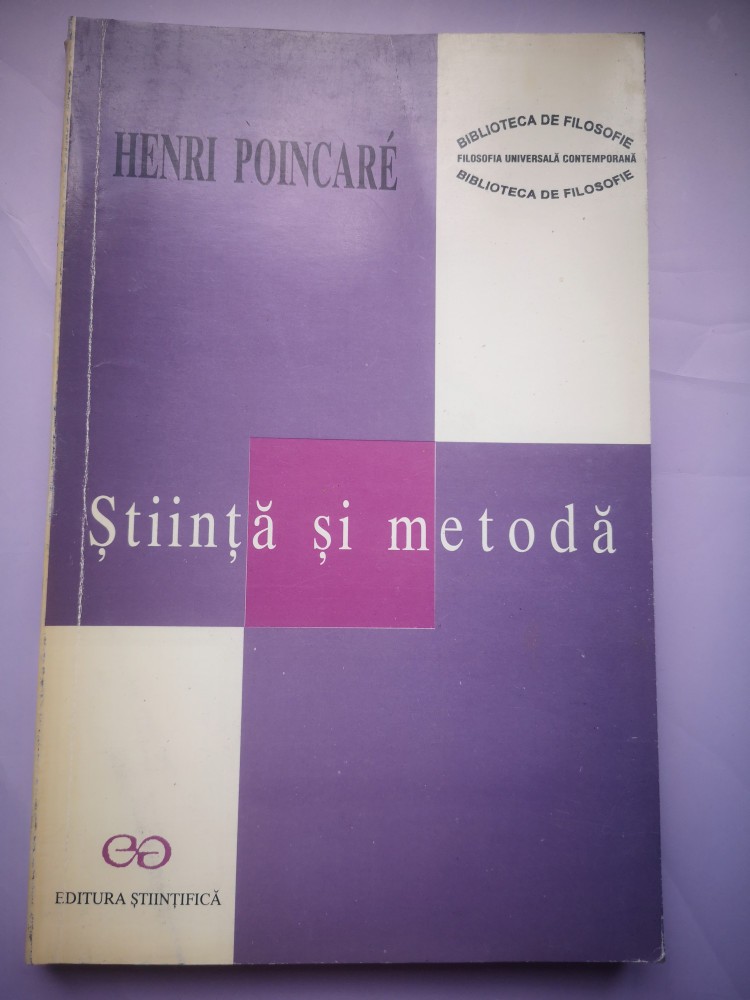 HENRI POINCARÉ
BIBLIOTECA DE FILOSOFIE
FILOSOFIA UNIVERSALĂ CONTEMPORANĂ
BIBLIOTECA DE FILOSOFIE
Știință și metodă
EDITURA ȘTIINȚIFICĂ